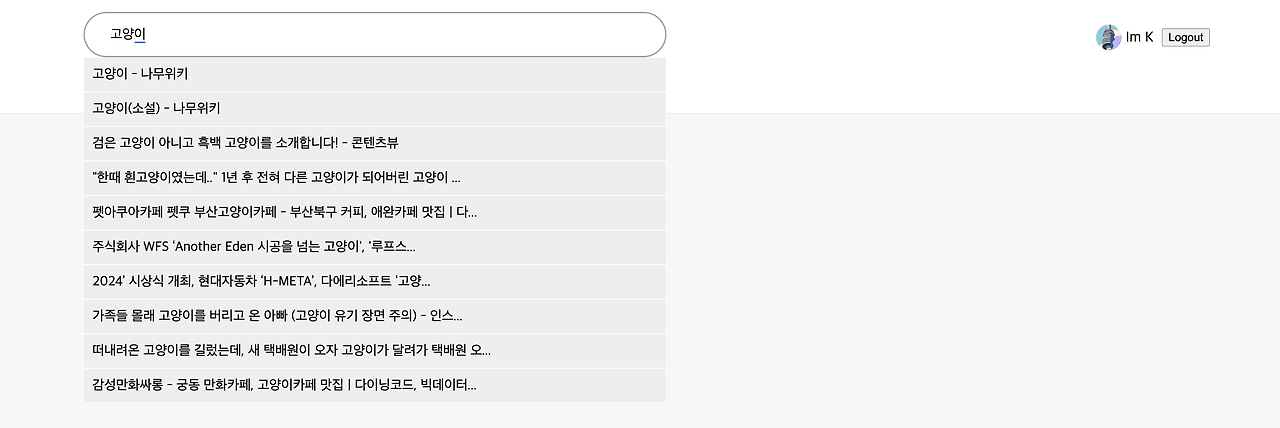 고양이
Im K
Logout
고양이 - 나무위키
고양이(소설) - 나무위키
검은 고양이 아니고 흑백 고양이를 소개합니다! - 콘텐츠뷰
"한때 흰고양이였는데.." 1년 후 전혀 다른 고양이가 되어버린 고양이 ...
펫아쿠아카페 펫쿠 부산고양이카페 - 부산북구 커피, 애완카페 맛집 | 다...
주식회사 WFS ‘Another Eden 시공을 넘는 고양이', '루프스...
2024’ 시상식 개최, 현대자동차 ‘H-META’, 다에리소프트 ‘고양...
가족들 몰래 고양이를 버리고 온 아빠 (고양이 유기 장면 주의) - 인스...
떠내려온 고양이를 길렀는데, 새 택배원이 오자 고양이가 달려가 택배원 오...
감성만화싸롱 - 궁동 만화카페, 고양이카페 맛집 | 다이닝코드, 빅데이터...